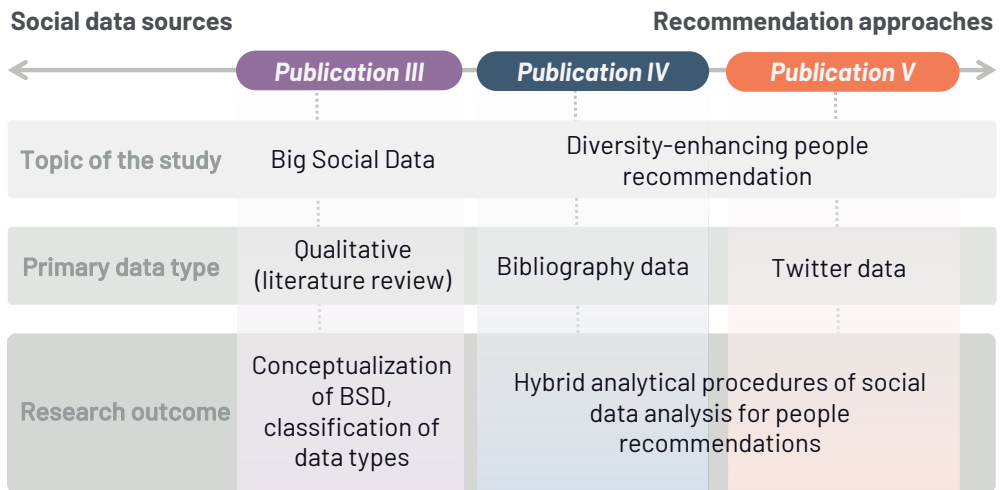 Social data sources
Recommendation approaches
Publication III
Publication IV
Publication V
Topic of the study
Big Social Data
Diversity-enhancing people
recommendation
Primary data type
Qualitative
(literature review)
Bibliography data
Twitter data
Research outcome
Conceptualization
of BSD,
classification of
data types
Hybrid analytical procedures of social
data analysis for people
recommendations